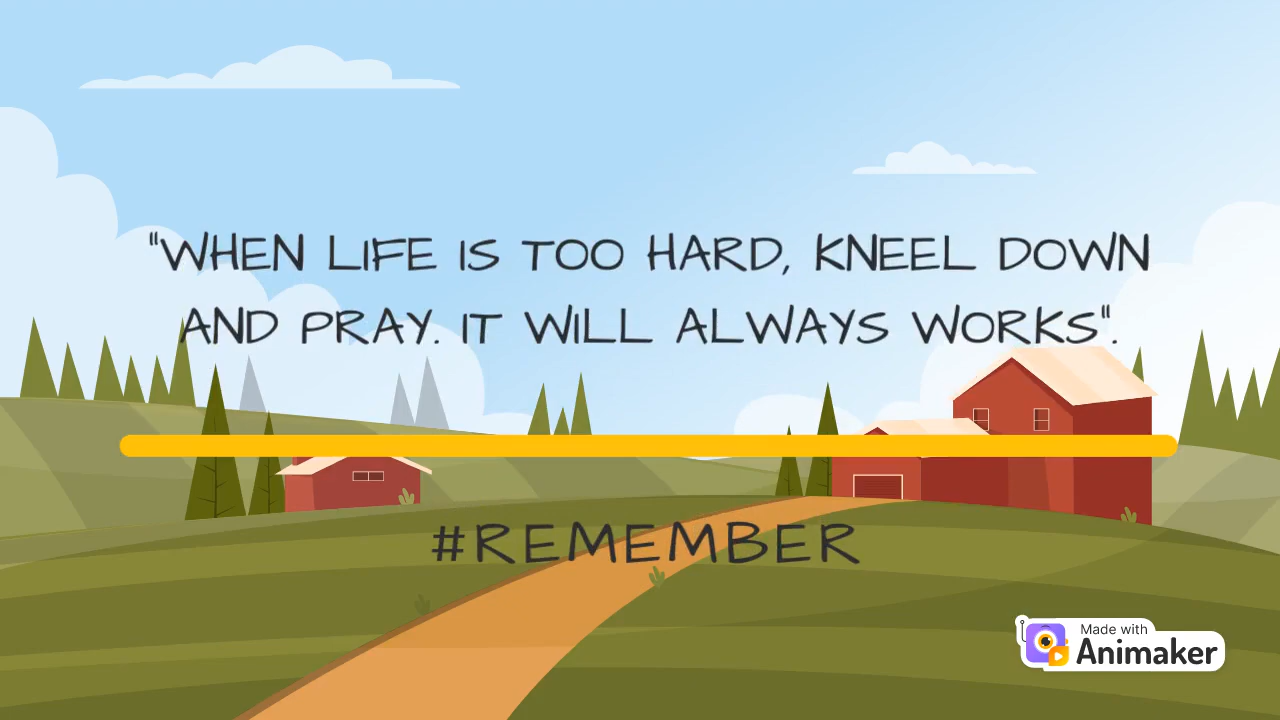 "WHEN LIFE IS TOO HARD, KNEEL DOWN
AND PRAY. IT WILL ALWAYS WORKS".
#REMEMBER
Made with
Animaker